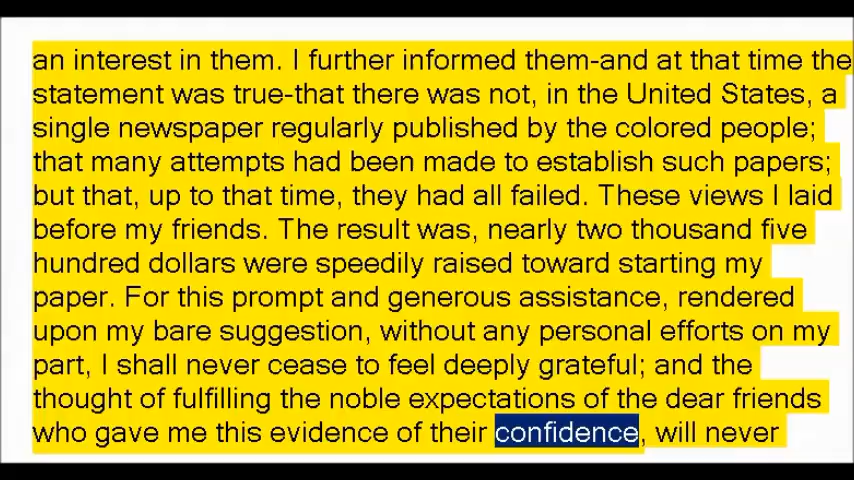 an interest in them. I further informed them-and at that time the
statement was true-that there was not, in the United States, a
single newspaper regularly published by the colored people;
that many attempts had been made to establish such papers;
but that, up to that time, they had all failed. These views I laid
before my friends. The result was, nearly two thousand five
hundred dollars were speedily raised toward starting my
paper. For this prompt and generous assistance, rendered
upon my bare suggestion, without any personal efforts on my
part, I shall never cease to feel deeply grateful; and the
thought of fulfilling the noble expectations of the dear friends
who gave me this evidence of their confidence, will never